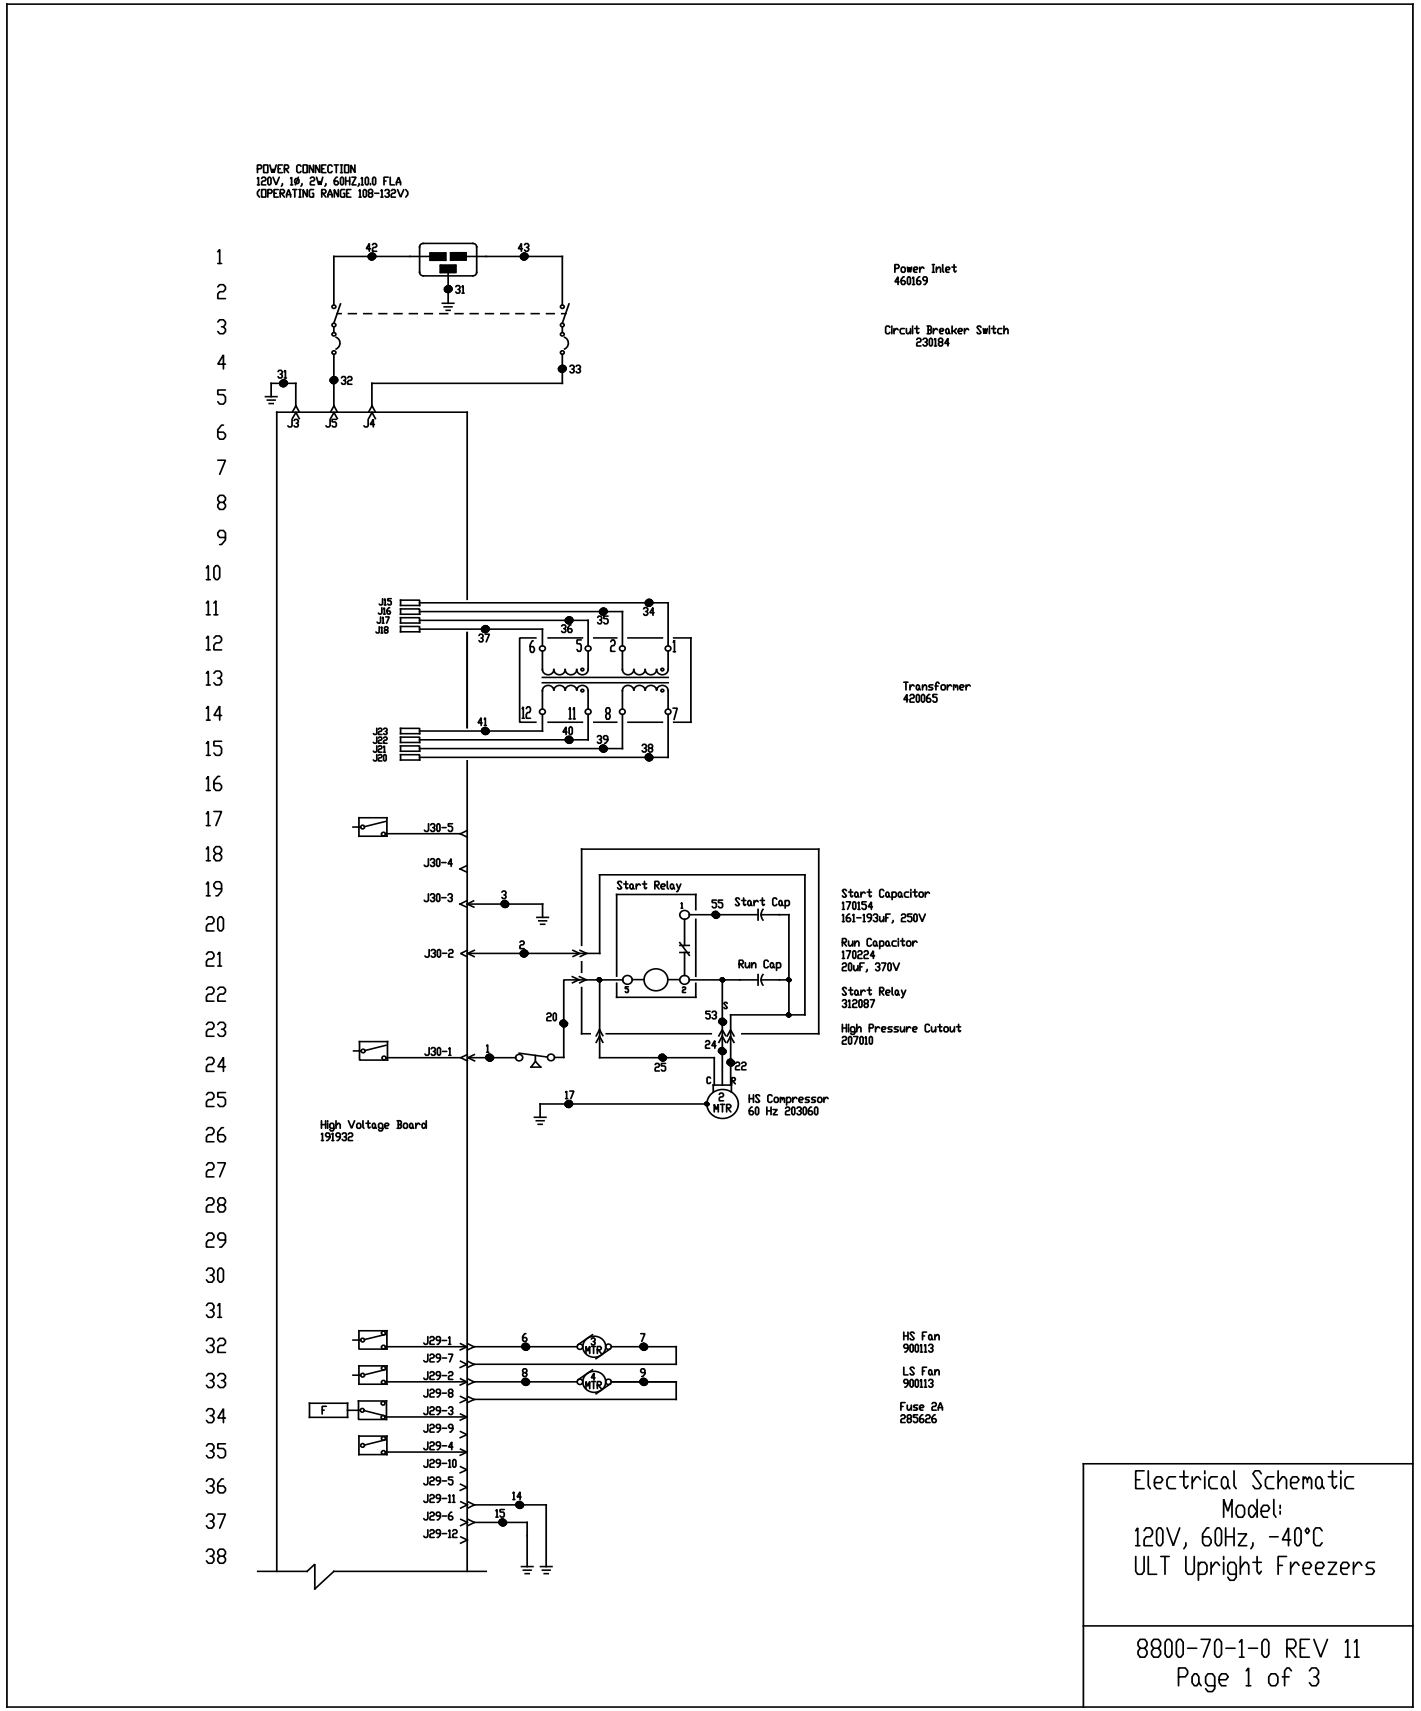 POWER CONNECTION
120V, 1ø, 2W, 60HZ,10.0 FLA
(OPERATING RANGE 108-132V)
1
42
43
Power Inlet
460169
2
31
3
Circuit Breaker Switch
230184
4
31
32
33
5
J3
J5
J4
6
7
8
9
10
11
J15
J16
J17
J18
34
35
36
37
12
6
5
2
1
13
Transformer
420065
14
12
11
8
7
J23
J22
J21
J20
41
40
39
38
15
16
17
J30-5
18
J30-4
19
J30-3
3
Start Relay
1
55
Start Cap
Start Capacitor
170154
161-193uF, 250V
20
21
J30-2
2
Run Cap
Run Capacitor
170224
20uF, 370V
22
5
2
Start Relay
312087
S
53
20
23
High Pressure Cutout
207010
24
J30-1
1
24
25
22
C
R
25
17
2
MTR
HS Compressor
60 Hz 203060
26
High Voltage Board
191932
27
28
29
30
31
32
J29-1
6
3
MTR
7
HS Fan
900113
J29-7
33
J29-2
8
4
MTR
9
LS Fan
900113
J29-8
34
F
J29-3
Fuse 2A
285626
J29-9
35
J29-4
J29-10
36
J29-5
J29-11
14
37
J29-6
15
J29-12
38
Electrical Schematic
Model:
120V, 60Hz, -40°C
ULT Upright Freezers
8800-70-1-0 REV 11
Page 1 of 3